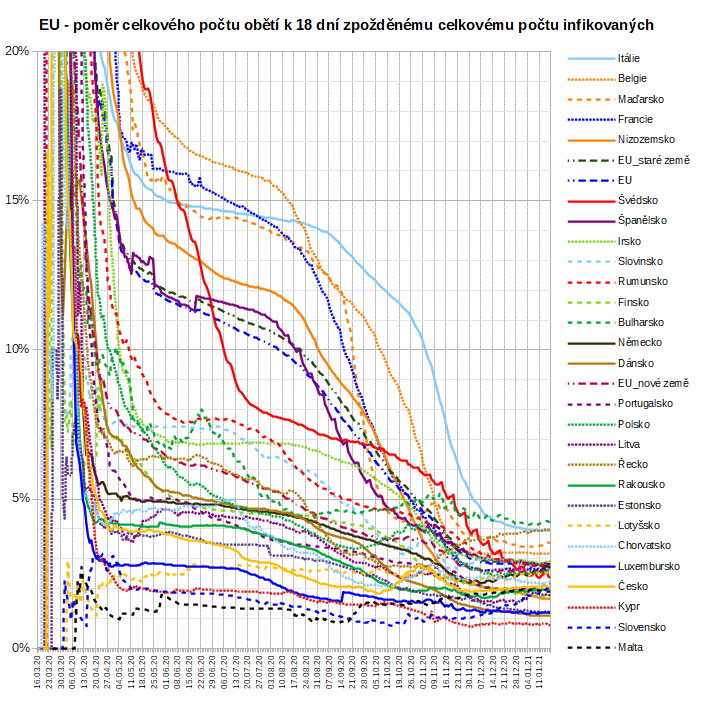 EU - poměr celkového počtu obětí k 18 dní zpožděnému celkovému počtu infikovaných
20%
15%
10%
5%
0%
Itálie
Belgie
Maďarsko
Francie
Nizozemsko
EU_staré země
EU
Švédsko
Španělsko
Irsko
Slovinsko
Rumunsko
Finsko
Bulharsko
Německo
Dánsko
EU_nové země
Portugalsko
Polsko
Litva
Řecko
Rakousko
Estonsko
Lotyšsko
Chorvatsko
Luxembursko
Česko
Kypr
Slovensko
Malta
16.03.20
23.03.20
30.03.20
06.04.20
13.04.20
20.04.20
27.04.20
04.05.20
11.05.20
18.05.20
25.05.20
01.06.20
08.06.20
15.06.20
22.06.20
29.06.20
06.07.20
13.07.20
20.07.20
27.07.20
03.08.20
10.08.20
17.08.20
24.08.20
31.08.20
07.09.20
14.09.20
21.09.20
28.09.20
05.10.20
12.10.20
19.10.20
26.10.20
02.11.20
09.11.20
16.11.20
23.11.20
30.11.20
07.12.20
14.12.20
21.12.20
28.12.20
04.01.21
11.01.21